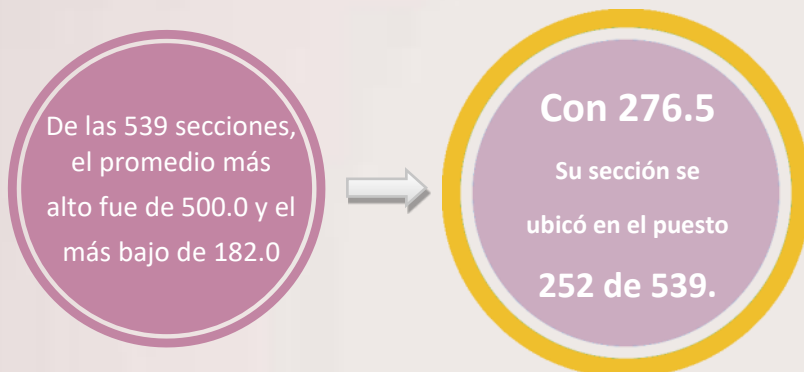 De las 539 secciones,
el promedio más
alto fue de 500.0 y el
más bajo de 182.0
Con 276.5
Su sección se
ubicó en el puesto
252 de 539.